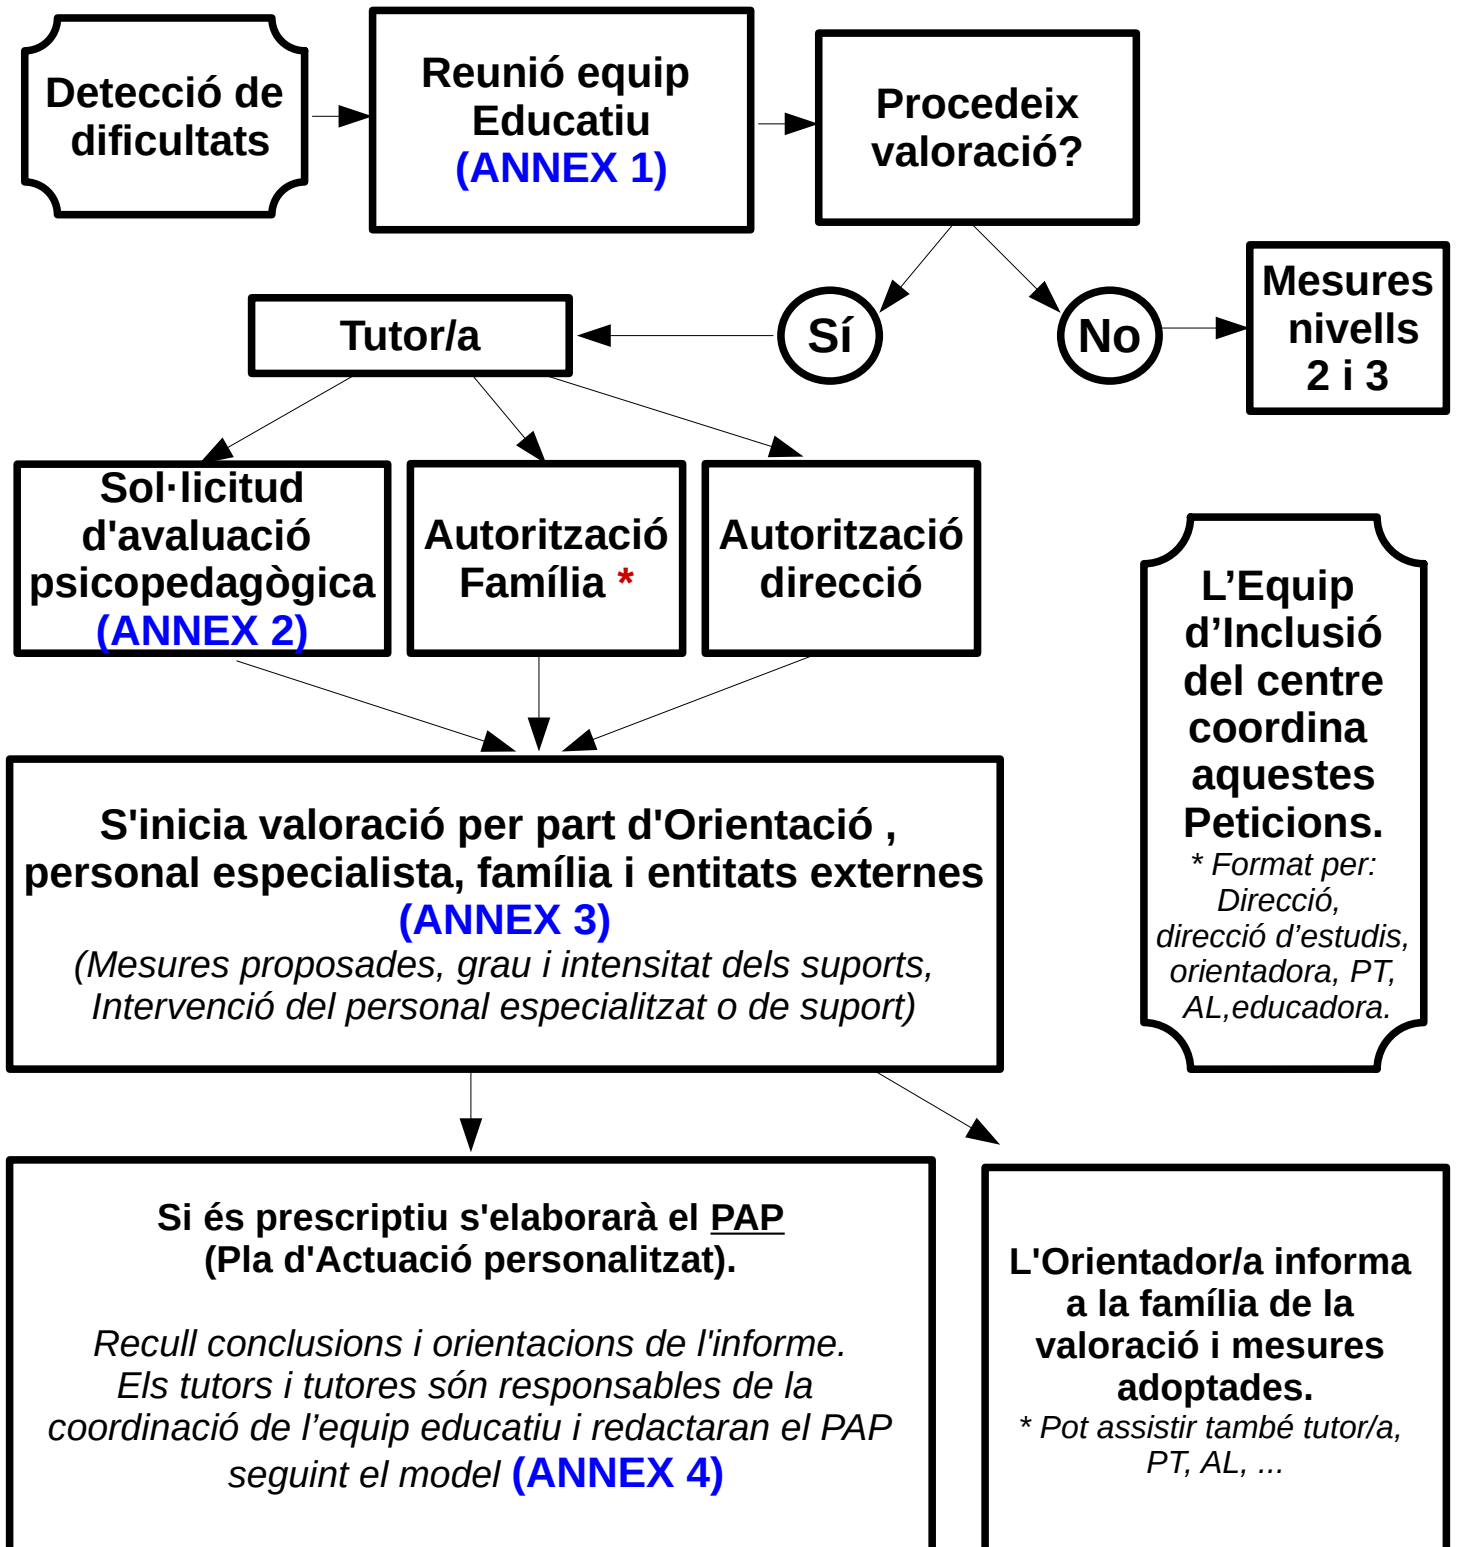 Detecció de
dificultats
Reunió equip
Educatiu
(ANNEX 1)
Procedeix
valoració?
Sí
No
Mesures
nivells
2 i 3
Tutor/a
Sol·licitud
d'avaluació
psicopedagògica
(ANNEX 2)
Autorització
Família *
Autorització
direcció
L’Equip
d’Inclusió
del centre
coordina
aquestes
Peticions.
* Format per:
Direcció,
direcció d’estudis,
orientadora, PT,
AL,educadora.
S'inicia valoració per part d'Orientació ,
personal especialista, família i entitats externes
(ANNEX 3)
(Mesures proposades, grau i intensitat dels suports,
Intervenció del personal especialitzat o de suport)
Si és prescriptiu s'elaborarà el PAP
(Pla d'Actuació personalitzat).
Recull conclusions i orientacions de l'informe.
Els tutors i tutores són responsables de la
coordinació de l’equip educatiu i redactaran el PAP
seguint el model (ANNEX 4)
L'Orientador/a informa
a la família de la
valoració i mesures
adoptades.
* Pot assistir també tutor/a,
PT, AL, ...